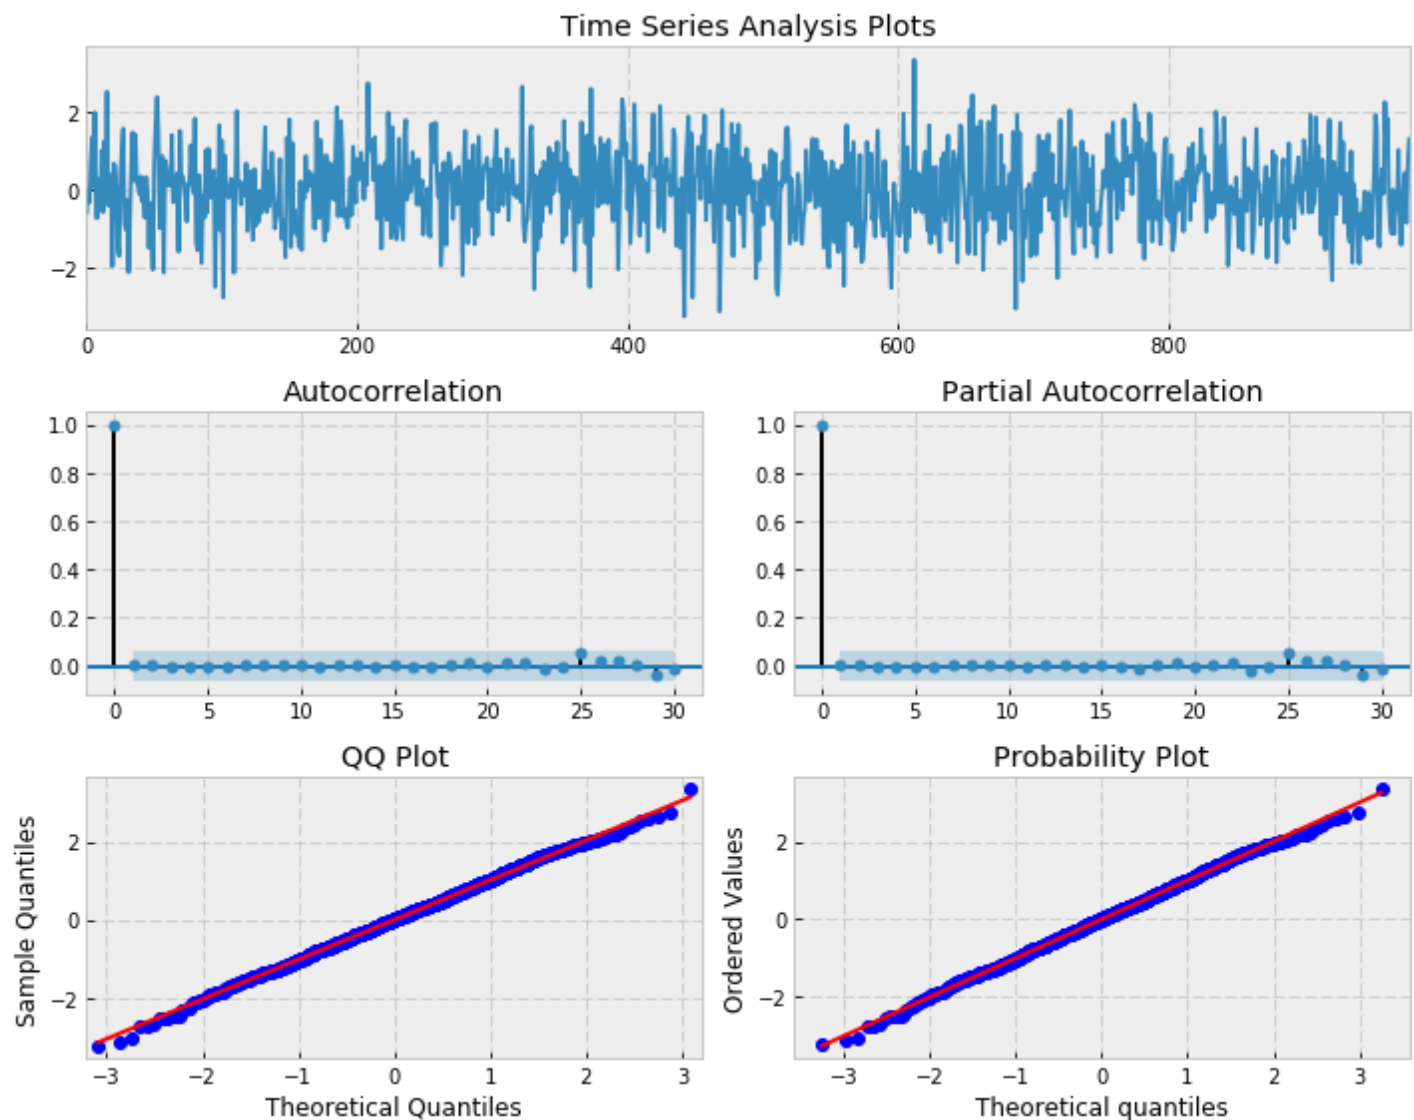 Time Series Analysis Plots
2
0
−2
0 200 400 600 800
Autocorrelation
1.0
0.8
0.6
0.4
0.2
0.0
0 5 10 15 20 25 30
Partial Autocorrelation
1.0
0.8
0.6
0.4
0.2
0.0
0 5 10 15 20 25 30
QQ Plot
Sample Quantiles
2
0
−2
−3 −2 −1 0 1 2 3
Theoretical Quantiles
Probability Plot
Ordered Values
2
0
−2
−3 −2 −1 0 1 2 3
Theoretical quantiles